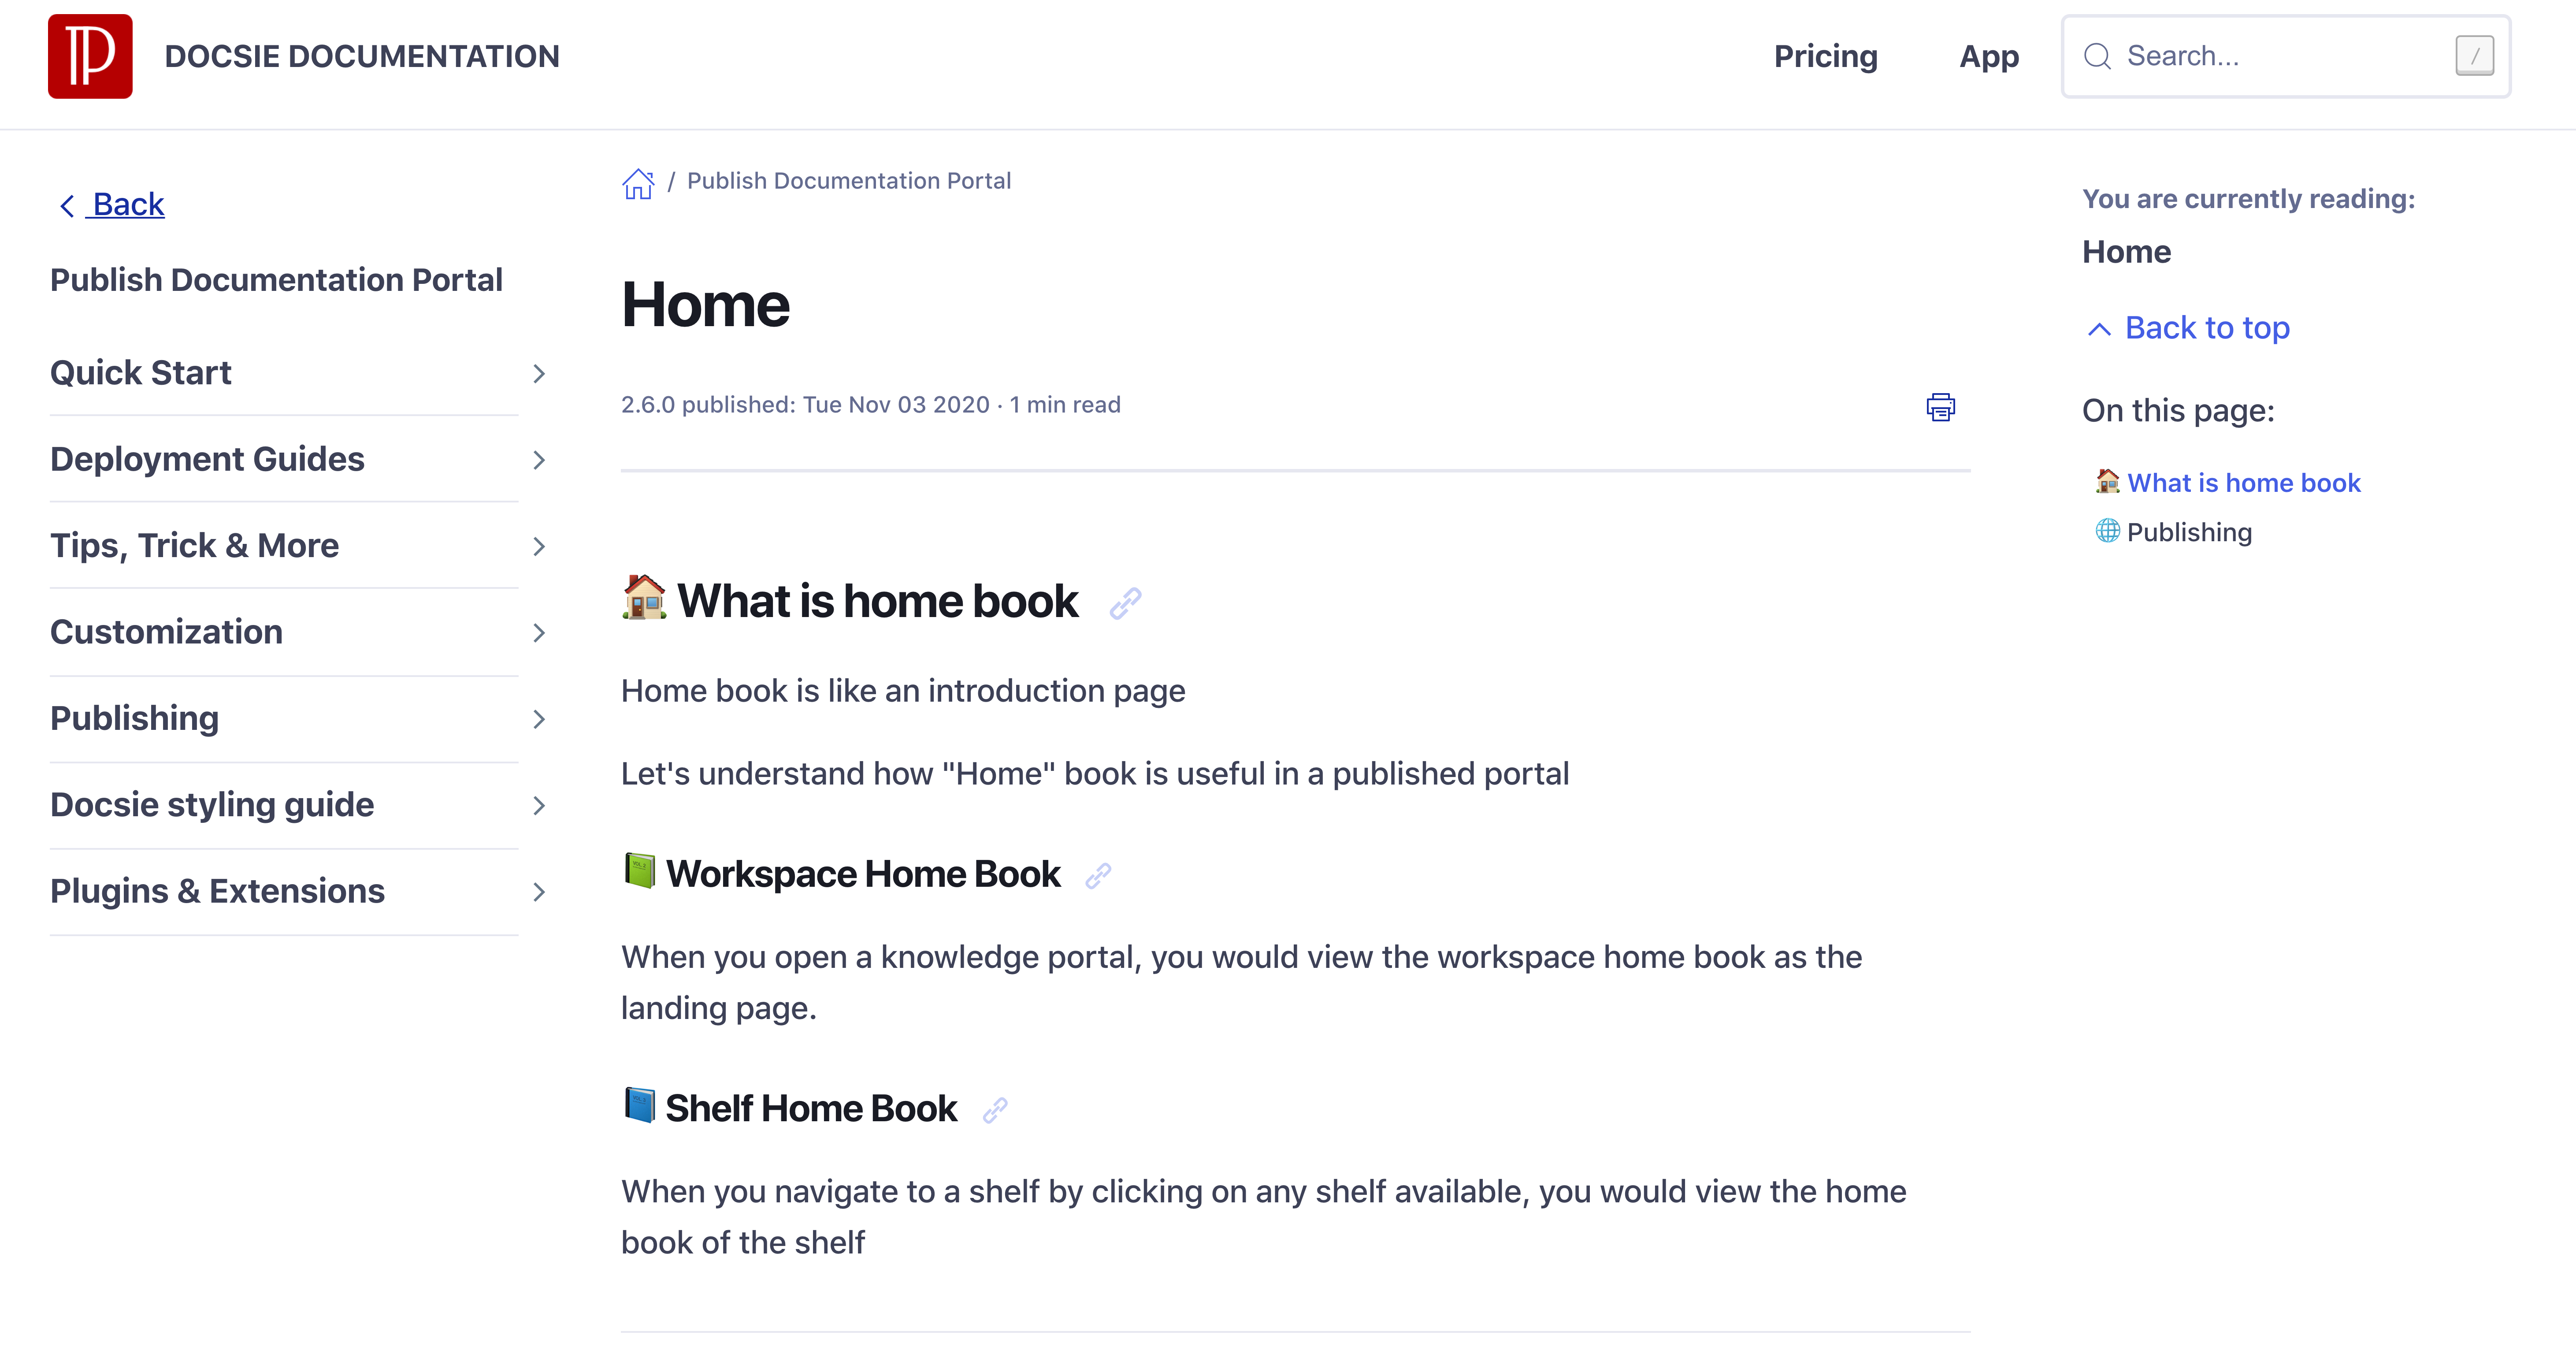 DOCSIE DOCUMENTATION
Pricing
App
Search...
/
Back
Publish Documentation Portal
Quick Start
Deployment Guides
Tips, Trick & More
Customization
Publishing
Docsie styling guide
Plugins & Extensions
/ Publish Documentation Portal
Home
2.6.0 published: Tue Nov 03 2020 · 1 min read
🏠 What is home book
Home book is like an introduction page
Let's understand how "Home" book is useful in a published portal
📗 Workspace Home Book
When you open a knowledge portal, you would view the workspace home book as the
landing page.
📘 Shelf Home Book
When you navigate to a shelf by clicking on any shelf available, you would view the home
book of the shelf
You are currently reading:
Home
Back to top
On this page:
🏠 What is home book
🌐 Publishing